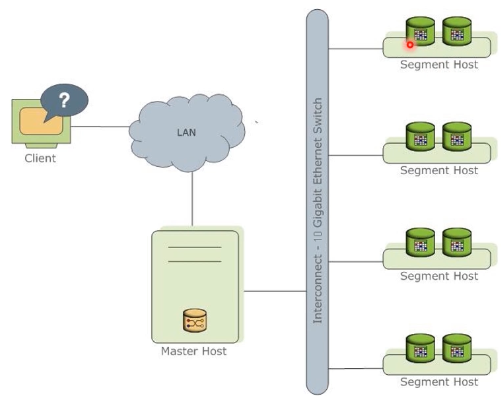 ?
Client
LAN
Master Host
Interconnect - 10 Gigabit Ethernet Switch
Segment Host
Segment Host
Segment Host
Segment Host